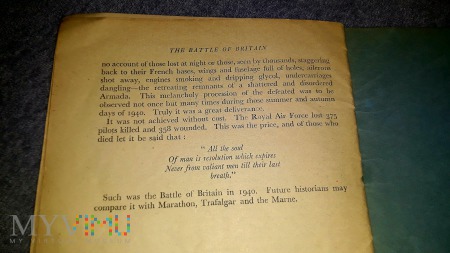 THE BATTLE OF BRITAIN
no account of those lost at night or those, seen by thousands, staggering
back to their French bases, wings and fuselage full of holes, ailerons
shot away, engines smoking and dripping glycol, undercarriages
dangling—the retreating remnants of a shattered and disordered
Armada. This melancholy procession of the defeated was to be
observed not once but many times during those summer and autumn
days of 1940. Truly it was a great deliverance.
It was not achieved without cost. The Royal Air Force lost 375
pilots killed and 358 wounded. This was the price, and of those who
died let it be said that :
" All the soul
Of man is resolution which expires
Never from valiant men till their last
breath."
Such was the Battle of Britain in 1940. Future historians may
compare it with Marathon, Trafalgar and the Marne.
MYVIMU